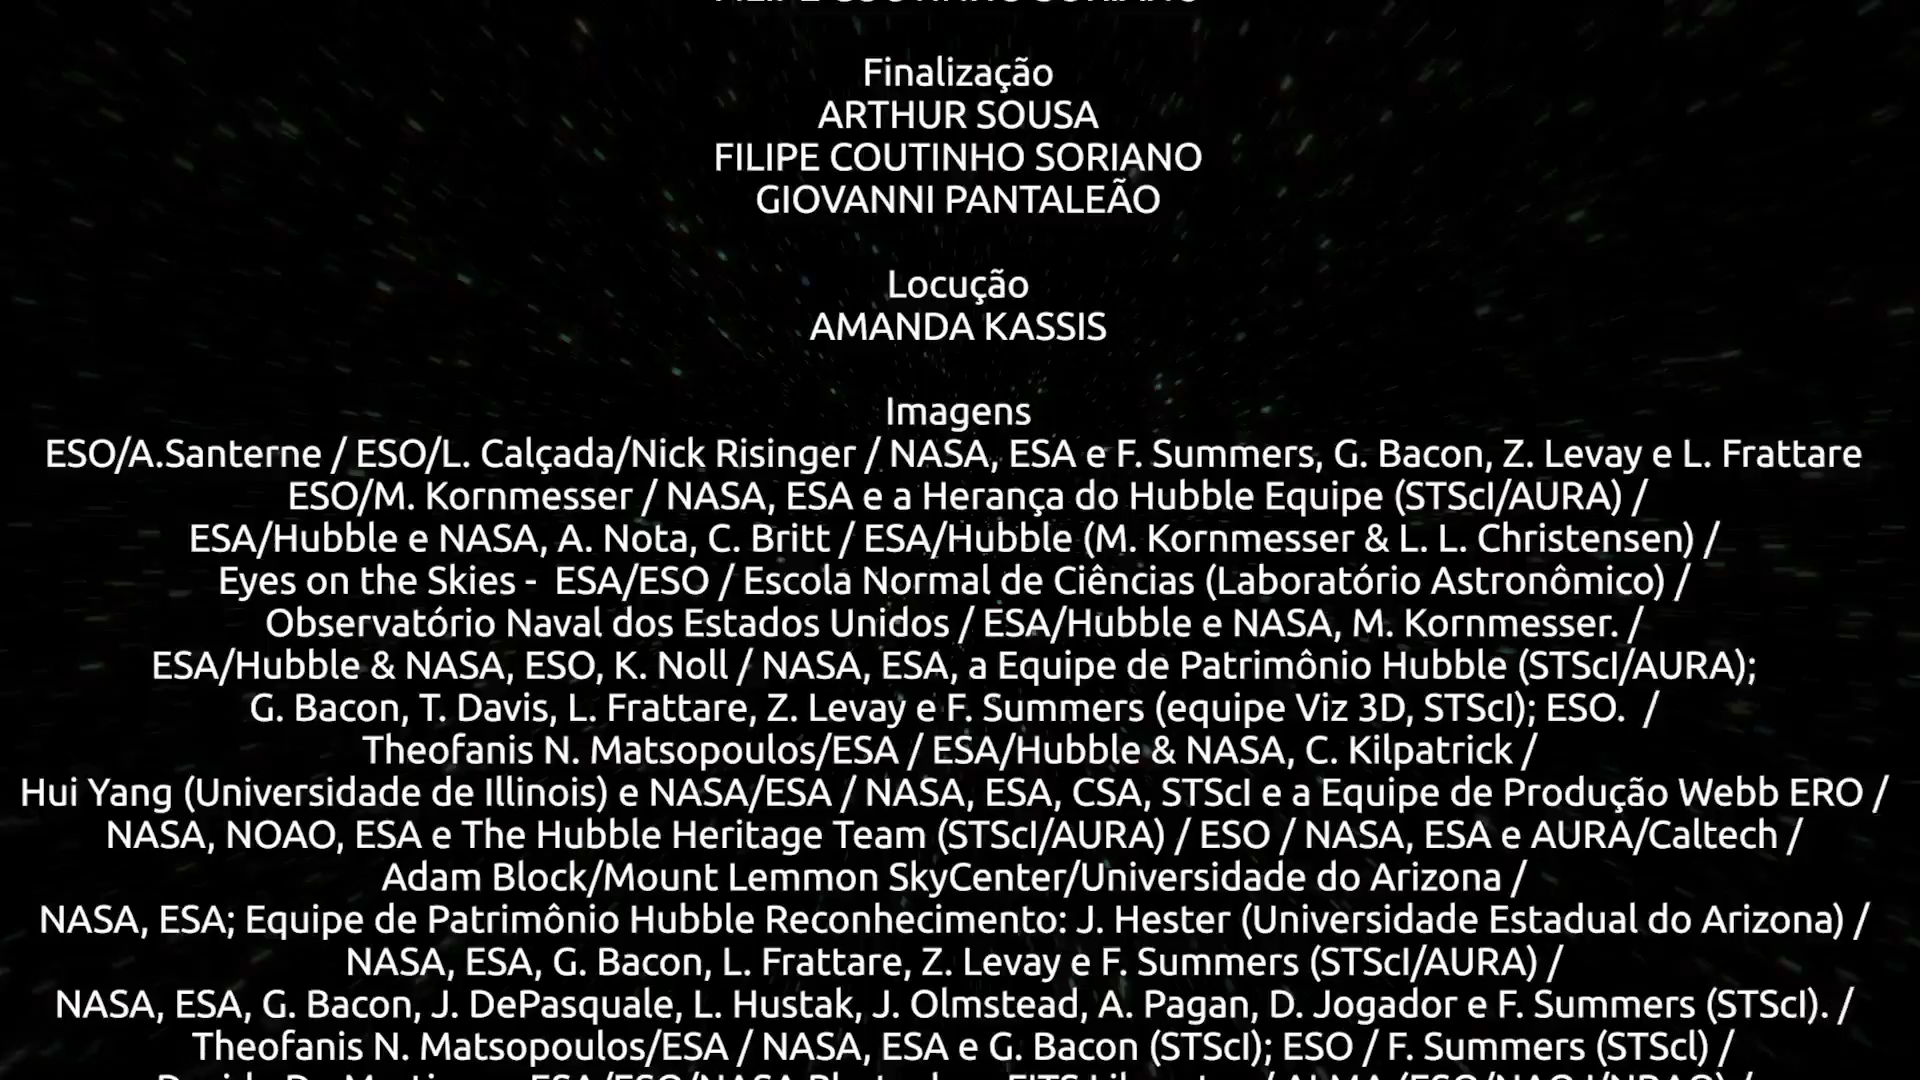 FILIPE COUTINHO SORIANO
Finalização
ARTHUR SOUSA
FILIPE COUTINHO SORIANO
GIOVANNI PANTALEÃO
Locução
AMANDA KASSIS
Imagens
ESO/A.Santerne / ESO/L. Calçada/Nick Risinger / NASA, ESA e F. Summers, G. Bacon, Z. Levay e L. Frattare
ESO/M. Kornmesser / NASA, ESA e a Herança do Hubble Equipe (STScI/AURA) /
ESA/Hubble e NASA, A. Nota, C. Britt / ESA/Hubble (M. Kornmesser & L. L. Christensen) /
Eyes on the Skies - ESA/ESO / Escola Normal de Ciências (Laboratório Astronômico) /
Observatório Naval dos Estados Unidos / ESA/Hubble e NASA, M. Kornmesser. /
ESA/Hubble & NASA, ESO, K. Noll / NASA, ESA, a Equipe de Patrimônio Hubble (STScI/AURA);
G. Bacon, T. Davis, L. Frattare, Z. Levay e F. Summers (equipe Viz 3D, STScI); ESO. /
Theofanis N. Matsopoulos/ESA / ESA/Hubble & NASA, C. Kilpatrick /
Hui Yang (Universidade de Illinois) e NASA/ESA / NASA, ESA, CSA, STScI e a Equipe de Produção Webb ERO /
NASA, NOAO, ESA e The Hubble Heritage Team (STScI/AURA) / ESO / NASA, ESA e AURA/Caltech /
Adam Block/Mount Lemmon SkyCenter/Universidade do Arizona /
NASA, ESA; Equipe de Patrimônio Hubble Reconhecimento: J. Hester (Universidade Estadual do Arizona) /
NASA, ESA, G. Bacon, L. Frattare, Z. Levay e F. Summers (STScI/AURA) /
NASA, ESA, G. Bacon, J. DePasquale, L. Hustak, J. Olmstead, A. Pagan, D. Jogador e F. Summers (STScI). /
Theofanis N. Matsopoulos/ESA / NASA, ESA e G. Bacon (STScI); ESO / F. Summers (STScl) /